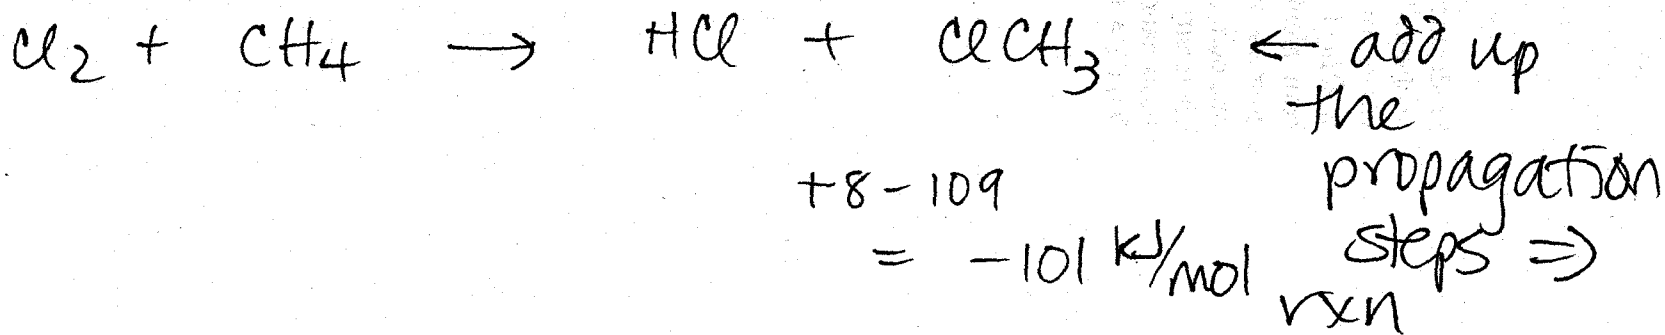 Cl₂ + CH₄ → HCl + ClCH₃ ← add up
the
+8 - 109 propagation
= -101 kJ/mol steps ⇒
rxn